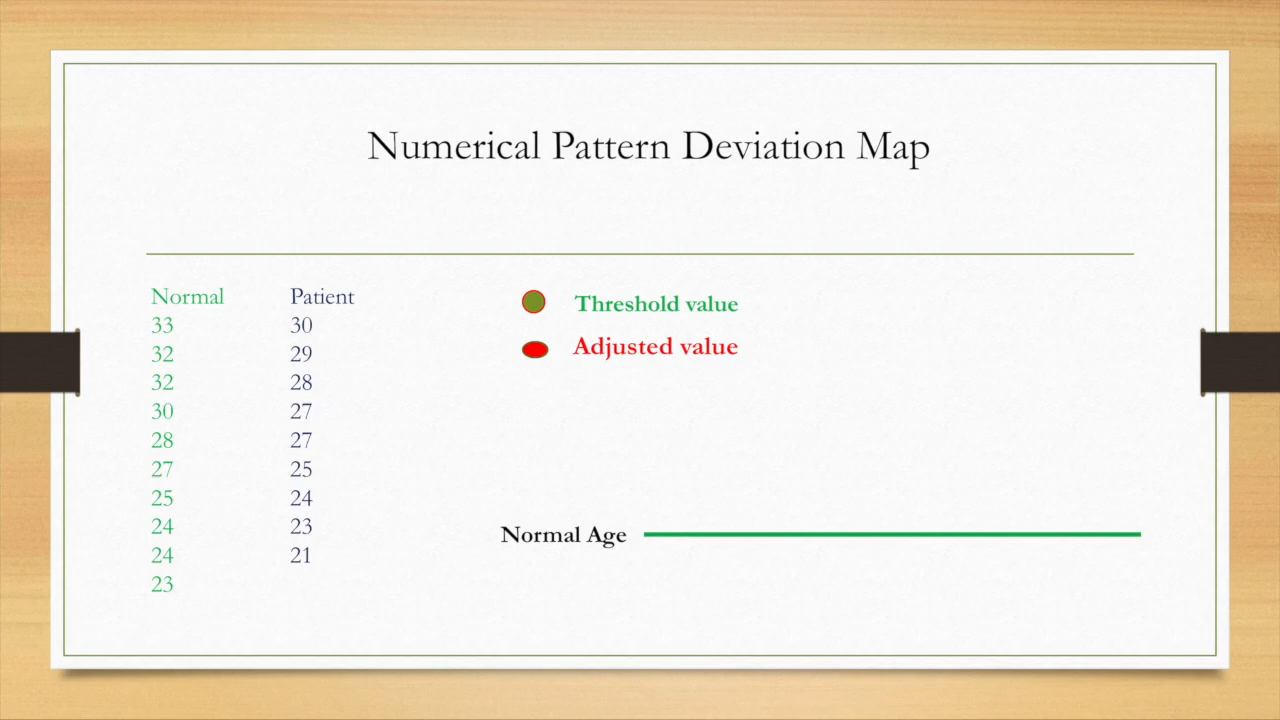 Numerical Pattern Deviation Map
Normal Patient
33 30
32 29
32 28
30 27
28 27
27 25
25 24
24 23
24 21
23
Threshold value
Adjusted value
Normal Age